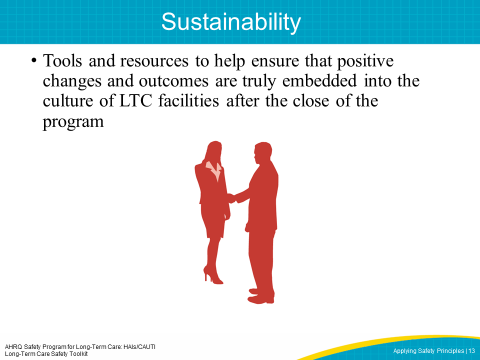 Sustainability
• Tools and resources to help ensure that positive
changes and outcomes are truly embedded into the
culture of LTC facilities after the close of the
program
AHRQ Safety Program for Long-Term Care: HAIs/CAUTI
Long-Term Care Safety Toolkit
Applying Safety Principles | 13